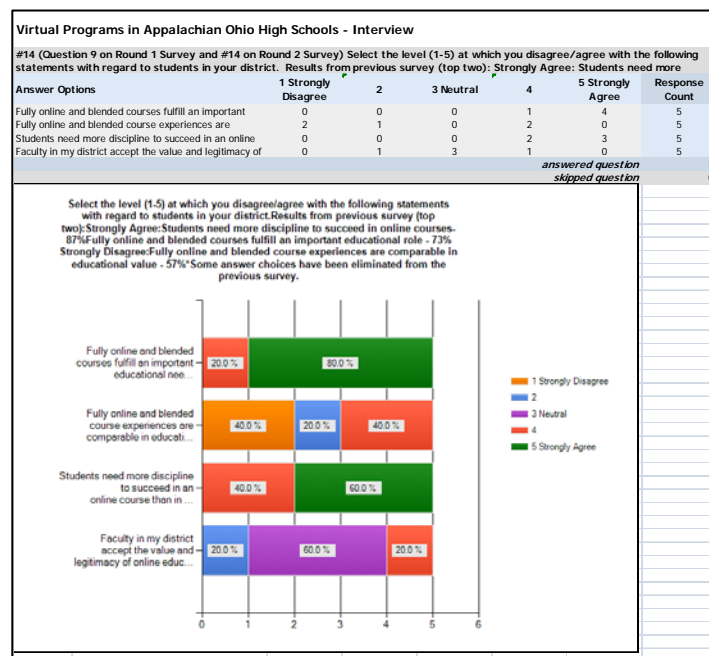 Virtual Programs in Appalachian Ohio High Schools - Interview
#14 (Question 9 on Round 1 Survey and #14 on Round 2 Survey) Select the level (1-5) at which you disagree/agree with the following
statements with regard to students in your district.  Results from previous survey (top two): Strongly Agree: Students need more
Answer Options 1 Strongly Disagree 2 3 Neutral 4 5 Strongly Agree Response Count
Fully online and blended courses fulfill an important 0 0 0 1 4 5
Fully online and blended course experiences are 2 1 0 2 0 5
Students need more discipline to succeed in an online 0 0 0 2 3 5
Faculty in my district accept the value and legitimacy of 0 1 3 1 0 5
answered question
skipped question
Select the level (1-5) at which you disagree/agree with the following statements
with regard to students in your district.Results from previous survey (top
two):Strongly Agree:Students need more discipline to succeed in online courses-
87%Fully online and blended courses fulfill an important educational role - 73%
Strongly Disagree:Fully online and blended course experiences are comparable in
educational value - 57%*Some answer choices have been eliminated from the
previous survey.
Fully online and blended
courses fulfill an important
educational nee...
20.0 % 80.0 %
Fully online and blended
course experiences are
comparable in educati...
40.0 % 20.0 % 40.0 %
Students need more discipline
to succeed in an
online course than in ...
40.0 % 60.0 %
Faculty in my district
accept the value and
legitimacy of online educ...
20.0 % 60.0 % 20.0 %
0 1 2 3 4 5 6
1 Strongly Disagree
2
3 Neutral
4
5 Strongly Agree